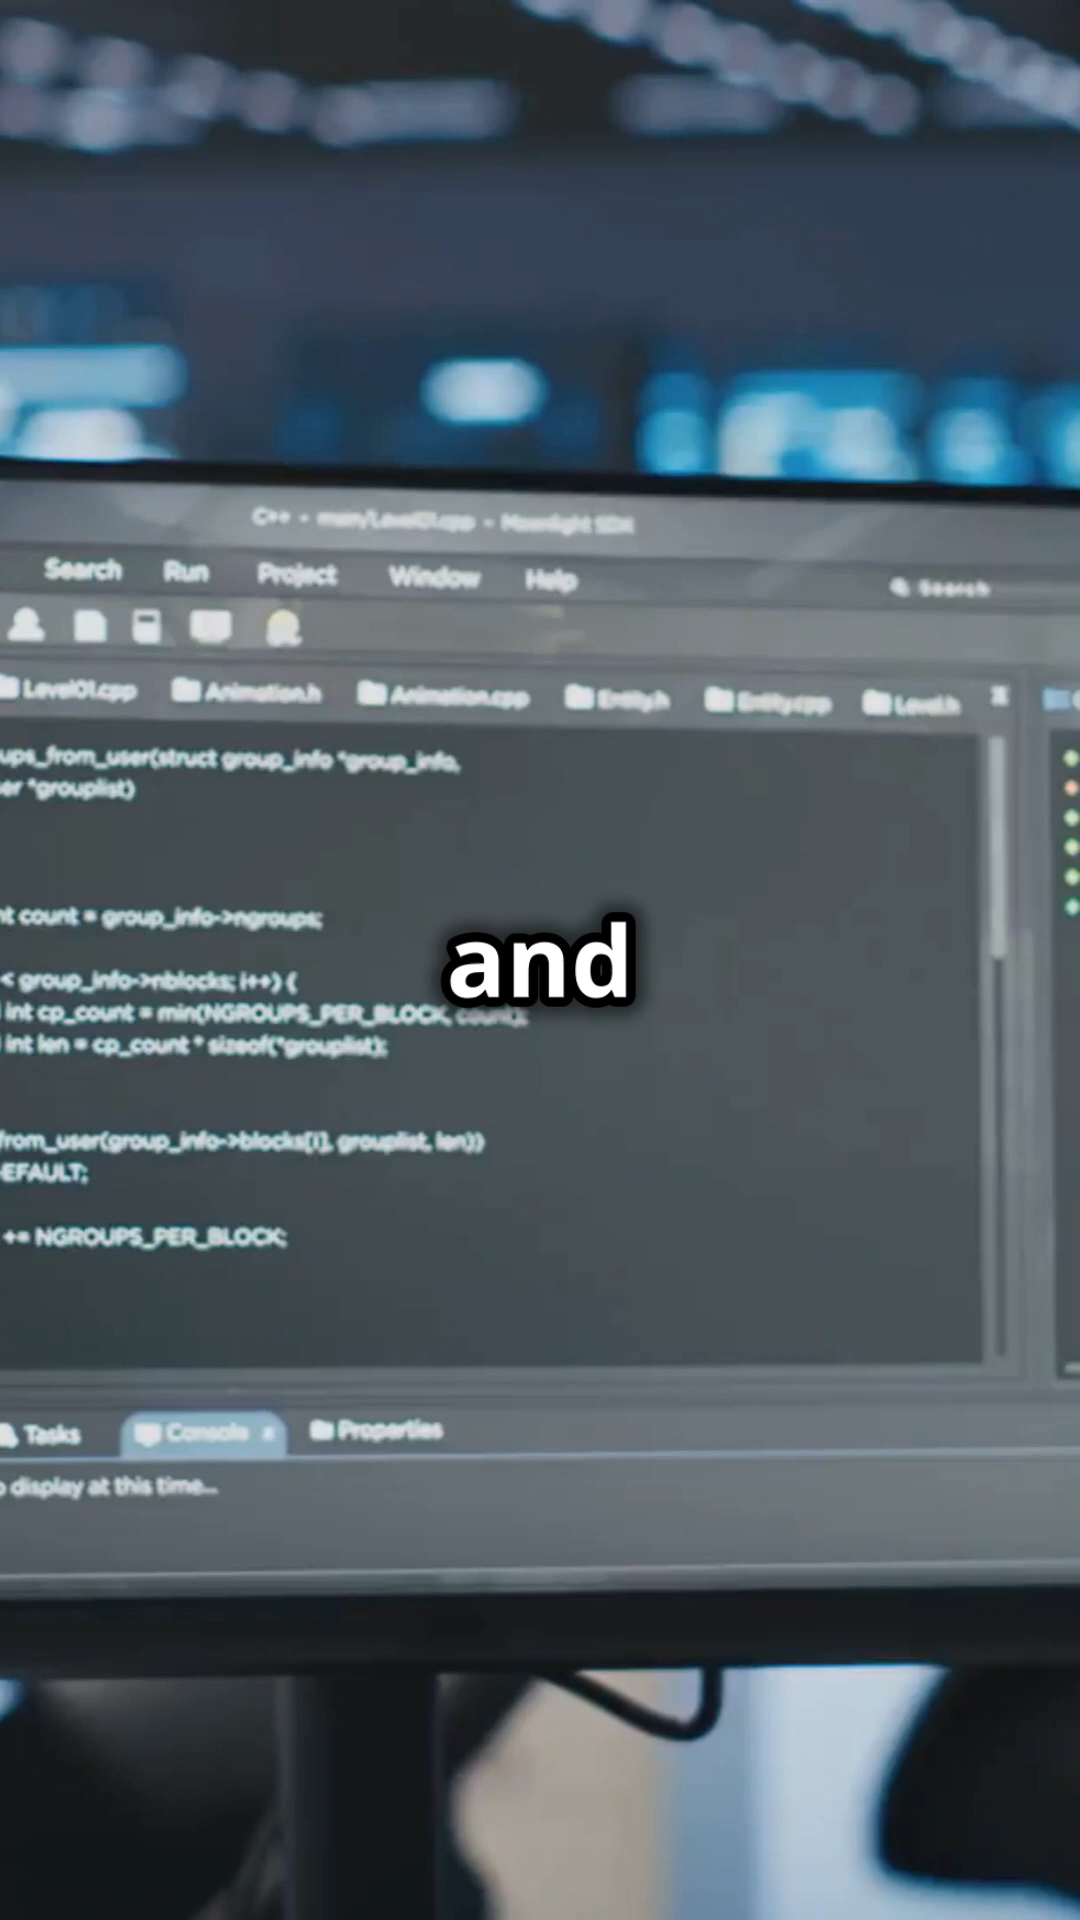 C++ - main/Level01.cpp - Moonlight SDK
Search Run Project Window Help
Search
Level01.cpp Animation.h Animation.cpp Entity.h Entity.cpp Level.h
ups_from_user(struct group_info *group_info,
er *grouplist)
nt count = group_info->ngroups;
and
< group_info->nblocks; i++) {
int cp_count = min(NGROUPS_PER_BLOCK, count);
int len = cp_count * sizeof(*grouplist);
from_user(group_info->blocks[i], grouplist, len))
-EFAULT;
+= NGROUPS_PER_BLOCK;
Tasks Console x Properties
o display at this time...